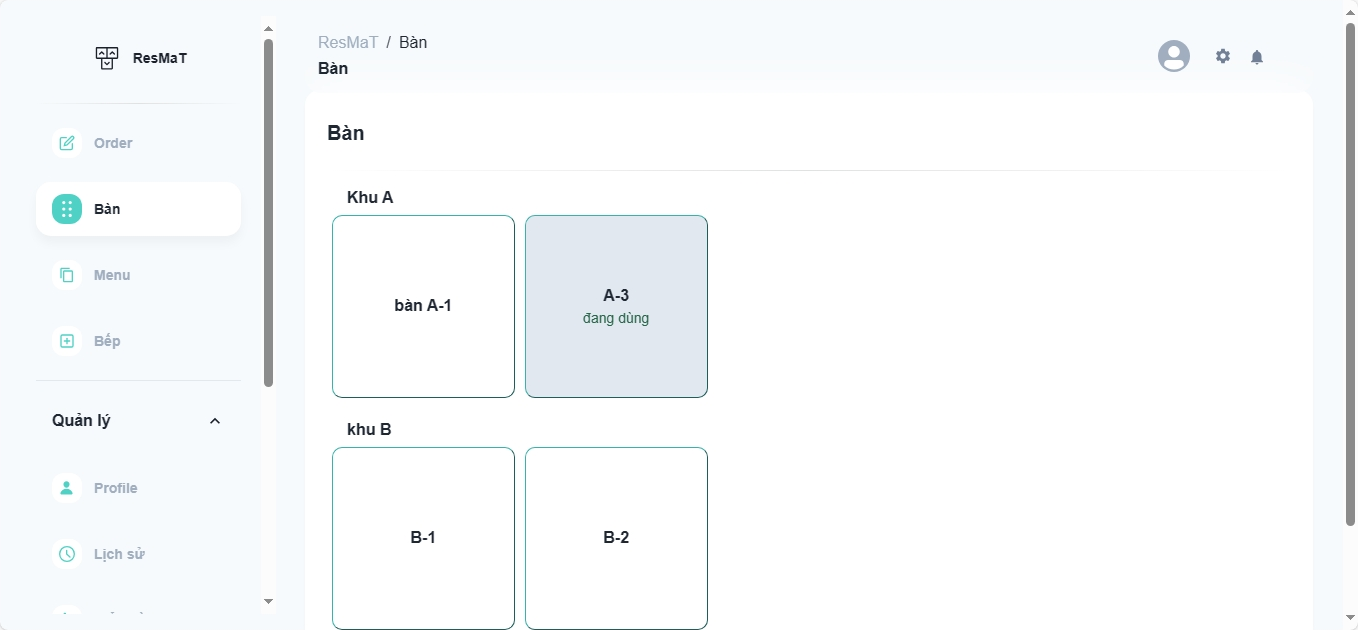 ResMaT
Order
Bàn
Menu
Bếp
Quản lý
Profile
Lịch sử
ResMaT / Bàn
Bàn
Bàn
Khu A
bàn A-1
A-3
đang dùng
khu B
B-1
B-2